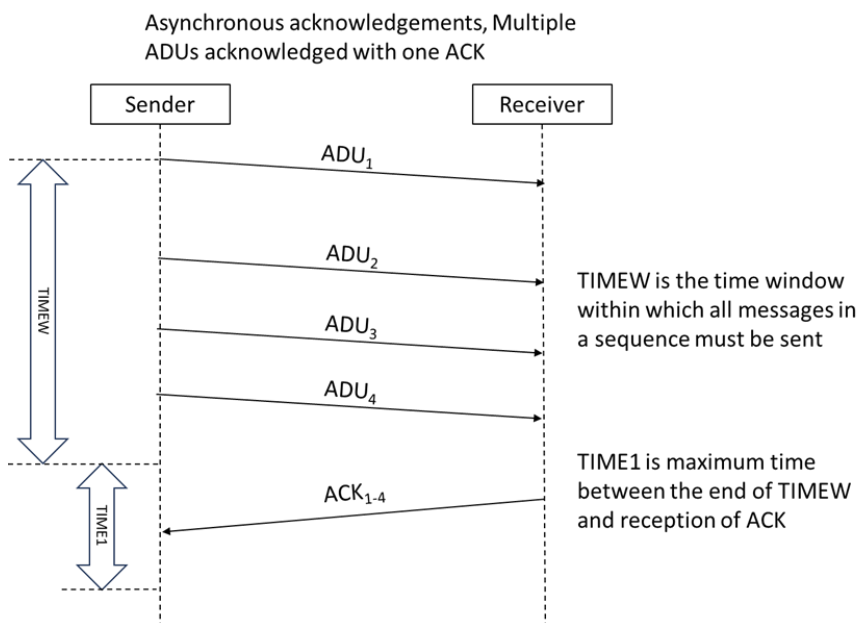 Asynchronous acknowledgements, Multiple
ADUs acknowledged with one ACK
Sender
Receiver
ADU₁
ADU₂
TIMEW is the time window
within which all messages in
a sequence must be sent
TIMEW
ADU₃
ADU₄
TIME1 is maximum time
between the end of TIMEW
and reception of ACK
ACK₁₋₄
TIME1